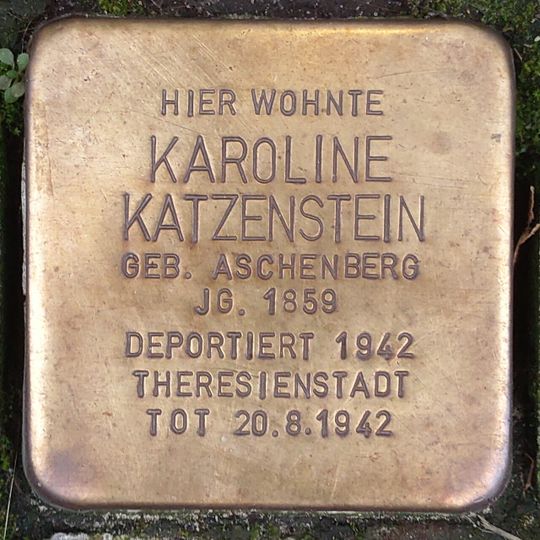 HIER WOHNTE
KAROLINE
KATZENSTEIN
GEB. ASCHENBERG
JG. 1859
DEPORTIERT 1942
THERESIENSTADT
TOT 20.8.1942